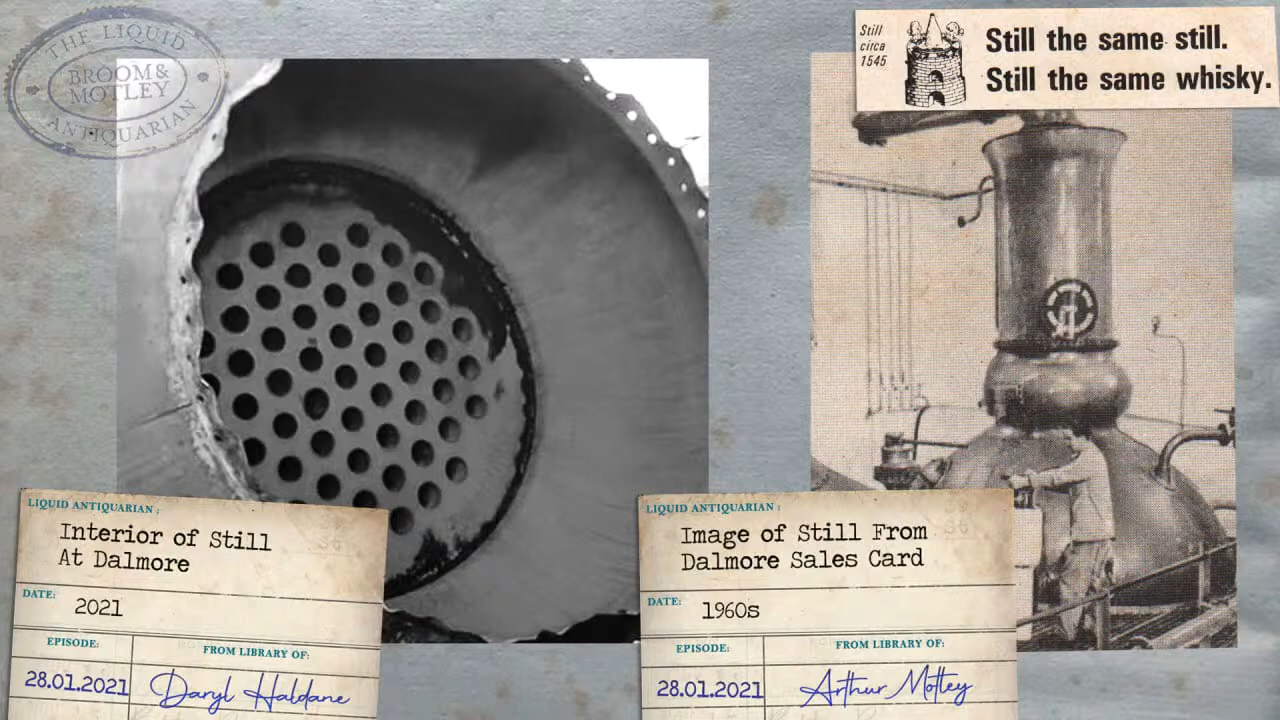 THE LIQUID
BROOM &
MOTLEY
ANTIQUARIAN
Still
circa
1545
Still the same still.
Still the same whisky.
LIQUID ANTIQUARIAN :
Interior of Still
At Dalmore
DATE:
2021
EPISODE:
FROM LIBRARY OF:
28.01.2021
Daryl Haldane
LIQUID ANTIQUARIAN :
Image of Still From
Dalmore Sales Card
DATE:
1960s
EPISODE:
FROM LIBRARY OF:
28.01.2021
Arthur Motley